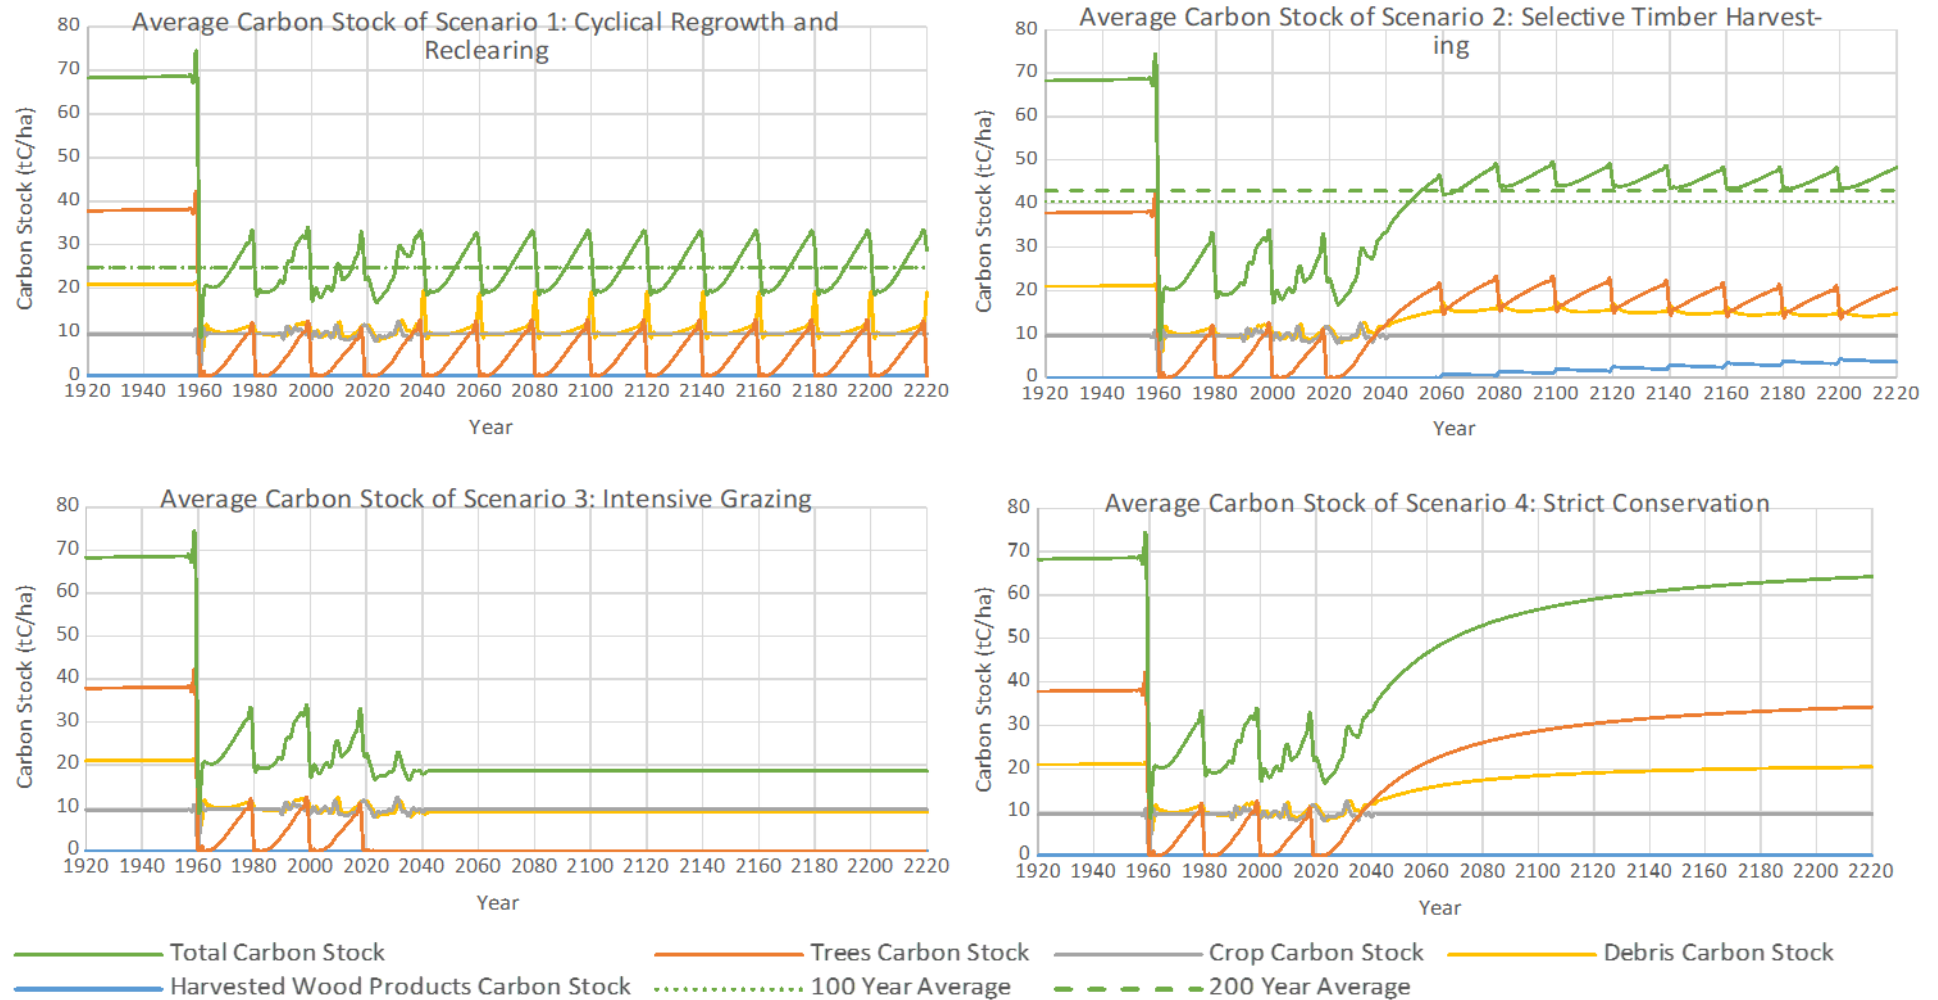 Average Carbon Stock of Scenario 1: Cyclical Regrowth and
Reclearing
80
70
60
50
40
30
20
10
0
Carbon Stock (tC/ha)
1920 1940 1960 1980 2000 2020 2040 2060 2080 2100 2120 2140 2160 2180 2200 2220
Year
Average Carbon Stock of Scenario 2: Selective Timber Harvest-
ing
80
70
60
50
40
30
20
10
0
Carbon Stock (tC/ha)
1920 1940 1960 1980 2000 2020 2040 2060 2080 2100 2120 2140 2160 2180 2200 2220
Year
Average Carbon Stock of Scenario 3: Intensive Grazing
80
70
60
50
40
30
20
10
0
Carbon Stock (tC/ha)
1920 1940 1960 1980 2000 2020 2040 2060 2080 2100 2120 2140 2160 2180 2200 2220
Year
Average Carbon Stock of Scenario 4: Strict Conservation
80
70
60
50
40
30
20
10
0
Carbon Stock (tC/ha)
1920 1940 1960 1980 2000 2020 2040 2060 2080 2100 2120 2140 2160 2180 2200 2220
Year
Total Carbon Stock Trees Carbon Stock Crop Carbon Stock Debris Carbon Stock
Harvested Wood Products Carbon Stock 100 Year Average 200 Year Average